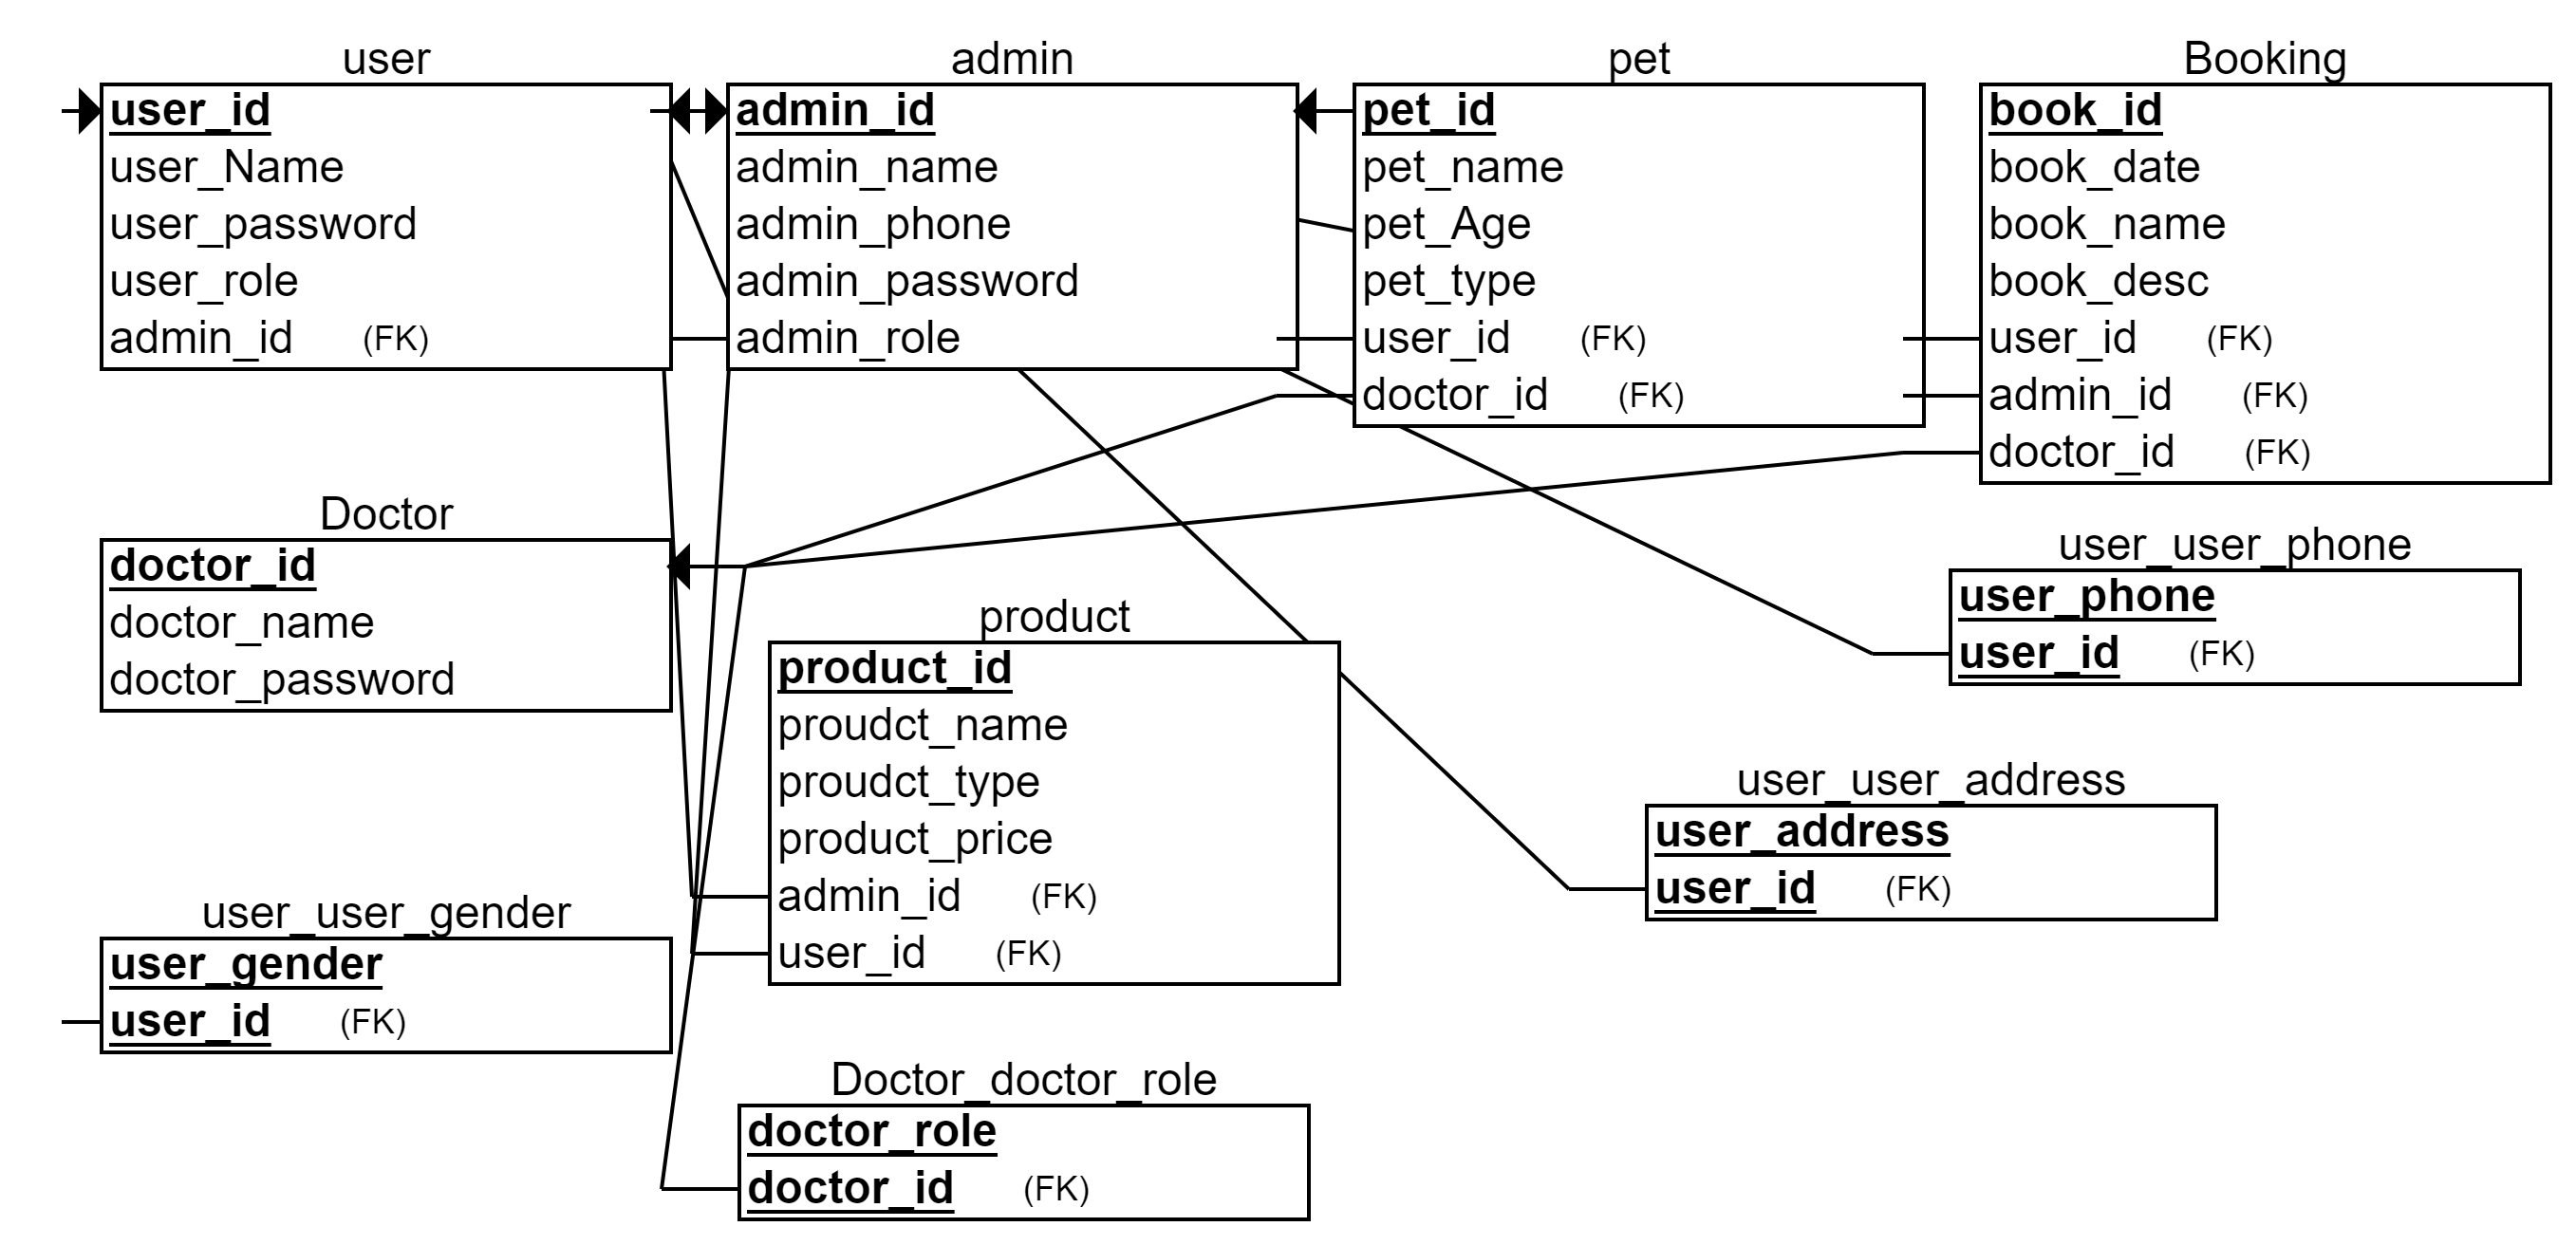 user
user_id
user_Name
user_password
user_role
admin_id (FK)
admin
admin_id
admin_name
admin_phone
admin_password
admin_role
pet
pet_id
pet_name
pet_Age
pet_type
user_id (FK)
doctor_id (FK)
Booking
book_id
book_date
book_name
book_desc
user_id (FK)
admin_id (FK)
doctor_id (FK)
Doctor
doctor_id
doctor_name
doctor_password
product
product_id
proudct_name
proudct_type
product_price
admin_id (FK)
user_id (FK)
user_user_phone
user_phone
user_id (FK)
user_user_address
user_address
user_id (FK)
user_user_gender
user_gender
user_id (FK)
Doctor_doctor_role
doctor_role
doctor_id (FK)